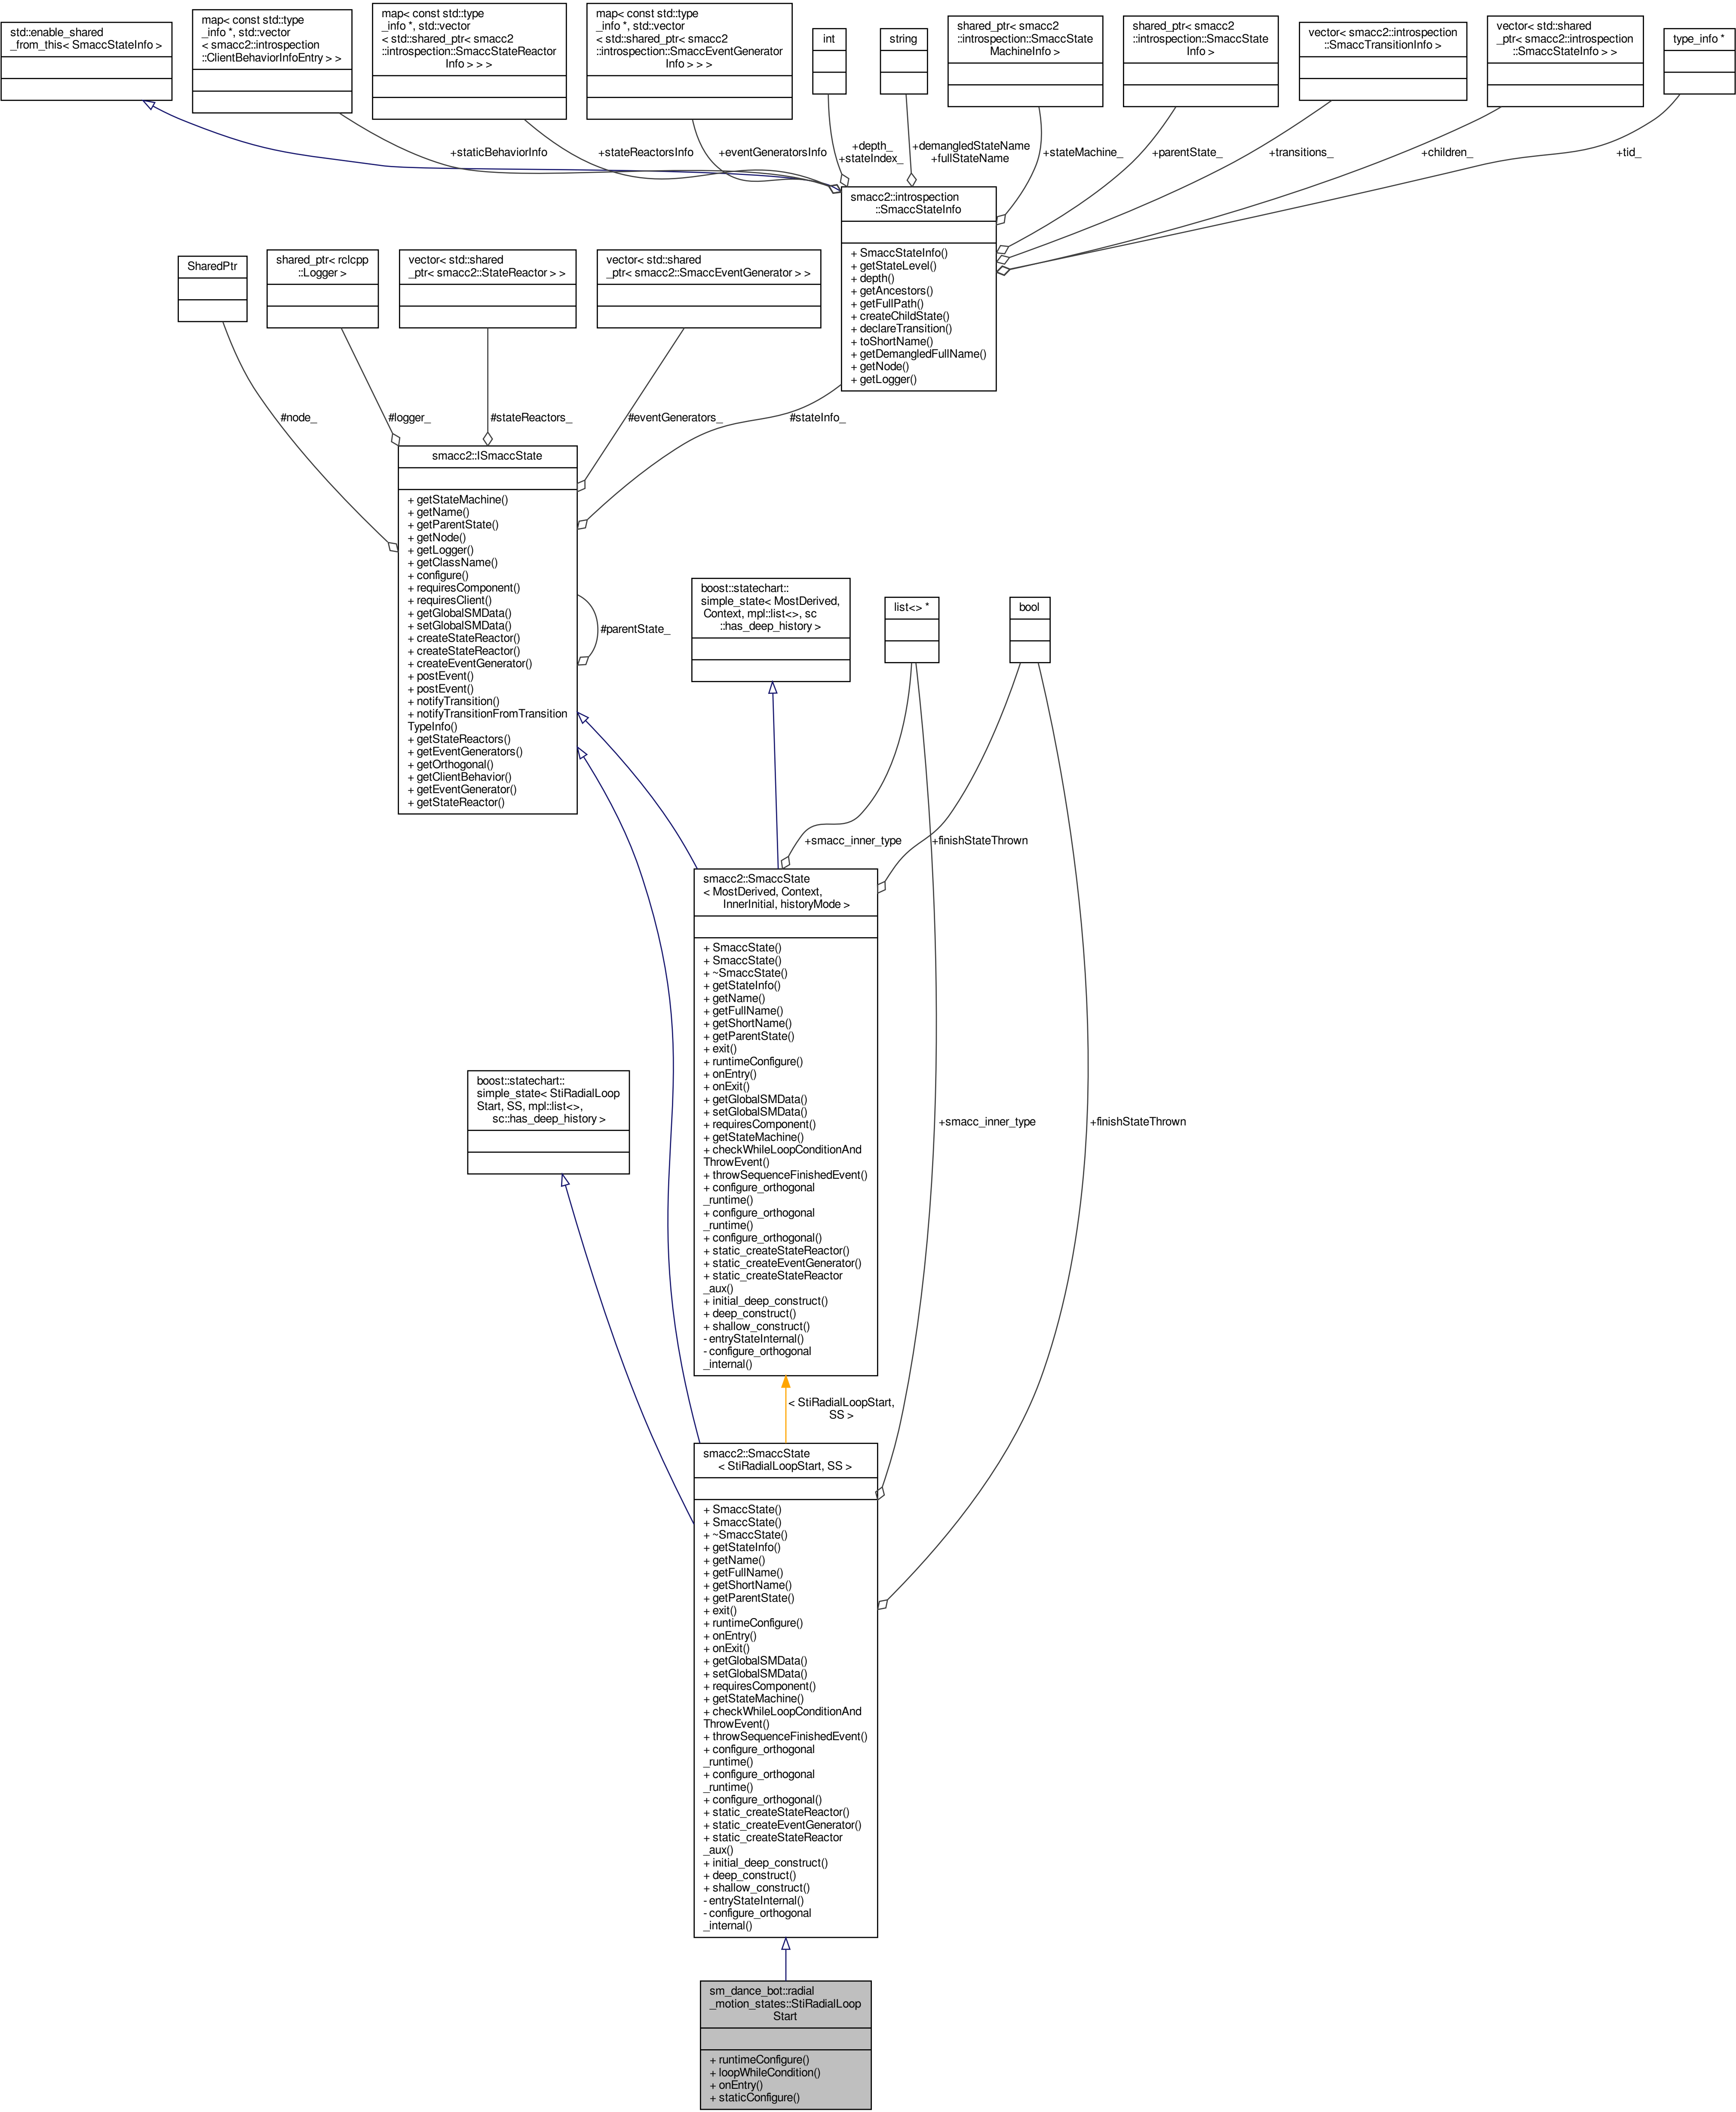 std::enable_shared
_from_this< SmaccStateInfo >
map< const std::type
_info *, std::vector
< smacc2::introspection
::ClientBehaviorInfoEntry > >
map< const std::type
_info *, std::vector
< std::shared_ptr< smacc2
::introspection::SmaccStateReactor
Info > > >
map< const std::type
_info *, std::vector
< std::shared_ptr< smacc2
::introspection::SmaccEventGenerator
Info > > >
int
string
shared_ptr< smacc2
::introspection::SmaccState
MachineInfo >
shared_ptr< smacc2
::introspection::SmaccState
Info >
vector< smacc2::introspection
::SmaccTransitionInfo >
vector< std::shared
_ptr< smacc2::introspection
::SmaccStateInfo > >
type_info *
+staticBehaviorInfo
+stateReactorsInfo
+eventGeneratorsInfo
+depth_
+stateIndex_
+demangledStateName
+fullStateName
+stateMachine_
+parentState_
+transitions_
+children_
+tid_
smacc2::introspection
::SmaccStateInfo
+ SmaccStateInfo()
+ getStateLevel()
+ depth()
+ getAncestors()
+ getFullPath()
+ createChildState()
+ declareTransition()
+ toShortName()
+ getDemangledFullName()
+ getNode()
+ getLogger()
SharedPtr
shared_ptr< rclcpp
::Logger >
vector< std::shared
_ptr< smacc2::StateReactor > >
vector< std::shared
_ptr< smacc2::SmaccEventGenerator > >
#node_
#logger_
#stateReactors_
#eventGenerators_
#stateInfo_
smacc2::ISmaccState
+ getStateMachine()
+ getName()
+ getParentState()
+ getNode()
+ getLogger()
+ getClassName()
+ configure()
+ requiresComponent()
+ requiresClient()
+ getGlobalSMData()
+ setGlobalSMData()
+ createStateReactor()
+ createStateReactor()
+ createEventGenerator()
+ postEvent()
+ postEvent()
+ notifyTransition()
+ notifyTransitionFromTransition
TypeInfo()
+ getStateReactors()
+ getEventGenerators()
+ getOrthogonal()
+ getClientBehavior()
+ getEventGenerator()
+ getStateReactor()
#parentState_
boost::statechart::
simple_state< MostDerived,
Context, mpl::list<>, sc
::has_deep_history >
list<> *
bool
+smacc_inner_type
+finishStateThrown
smacc2::SmaccState
< MostDerived, Context,
InnerInitial, historyMode >
+ SmaccState()
+ SmaccState()
+ ~SmaccState()
+ getStateInfo()
+ getName()
+ getFullName()
+ getShortName()
+ getParentState()
+ exit()
+ runtimeConfigure()
+ onEntry()
+ onExit()
+ getGlobalSMData()
+ setGlobalSMData()
+ requiresComponent()
+ getStateMachine()
+ checkWhileLoopConditionAnd
ThrowEvent()
+ throwSequenceFinishedEvent()
+ configure_orthogonal
_runtime()
+ configure_orthogonal
_runtime()
+ configure_orthogonal()
+ static_createStateReactor()
+ static_createEventGenerator()
+ static_createStateReactor
_aux()
+ initial_deep_construct()
+ deep_construct()
+ shallow_construct()
- entryStateInternal()
- configure_orthogonal
_internal()
boost::statechart::
simple_state< StiRadialLoop
Start, SS, mpl::list<>,
sc::has_deep_history >
+smacc_inner_type
+finishStateThrown
< StiRadialLoopStart,
SS >
smacc2::SmaccState
< StiRadialLoopStart, SS >
+ SmaccState()
+ SmaccState()
+ ~SmaccState()
+ getStateInfo()
+ getName()
+ getFullName()
+ getShortName()
+ getParentState()
+ exit()
+ runtimeConfigure()
+ onEntry()
+ onExit()
+ getGlobalSMData()
+ setGlobalSMData()
+ requiresComponent()
+ getStateMachine()
+ checkWhileLoopConditionAnd
ThrowEvent()
+ throwSequenceFinishedEvent()
+ configure_orthogonal
_runtime()
+ configure_orthogonal
_runtime()
+ configure_orthogonal()
+ static_createStateReactor()
+ static_createEventGenerator()
+ static_createStateReactor
_aux()
+ initial_deep_construct()
+ deep_construct()
+ shallow_construct()
- entryStateInternal()
- configure_orthogonal
_internal()
sm_dance_bot::radial
_motion_states::StiRadialLoop
Start
+ runtimeConfigure()
+ loopWhileCondition()
+ onEntry()
+ staticConfigure()